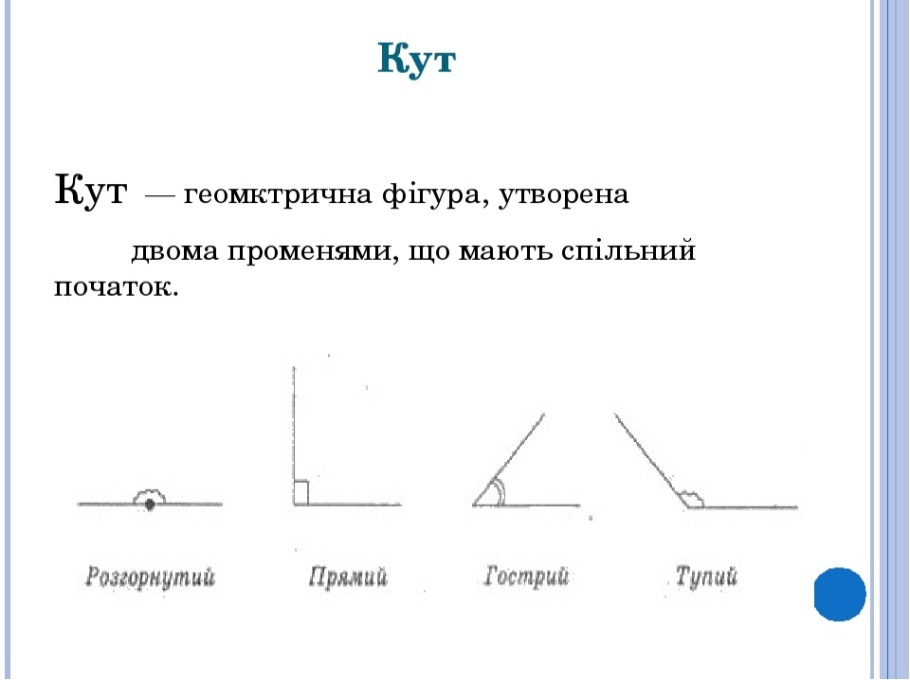 Кут
Кут — геомктрична фігура, утворена
двома променями, що мають спільний
початок.
Розгорнутий Прямий Гострий Тупий